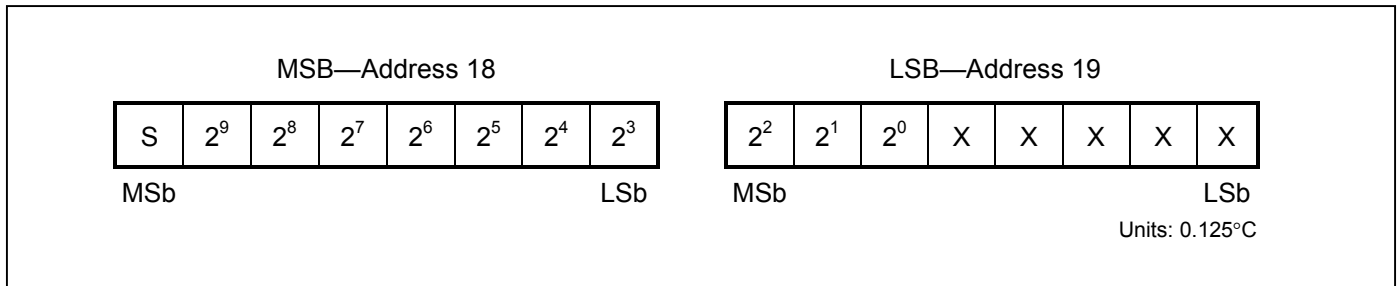 MSB—Address 18 LSB—Address 19
S 2⁹ 2⁸ 2⁷ 2⁶ 2⁵ 2⁴ 2³ 2² 2¹ 2⁰ X X X X X
MSb LSb MSb LSb
Units: 0.125°C